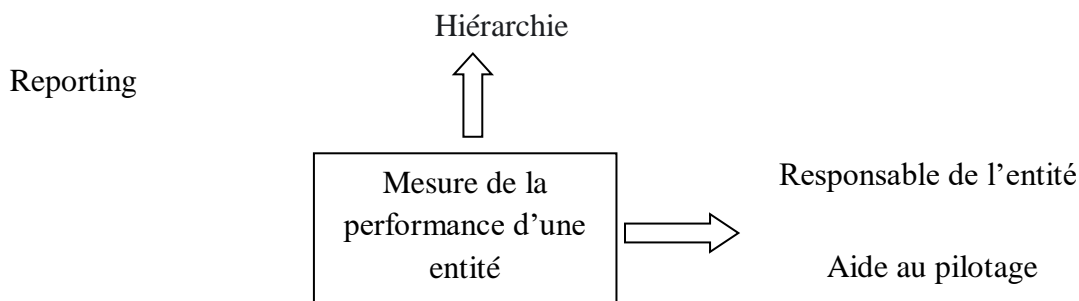 Hiérarchie
Reporting
Mesure de la
performance d’une
entité
Responsable de l’entité
Aide au pilotage